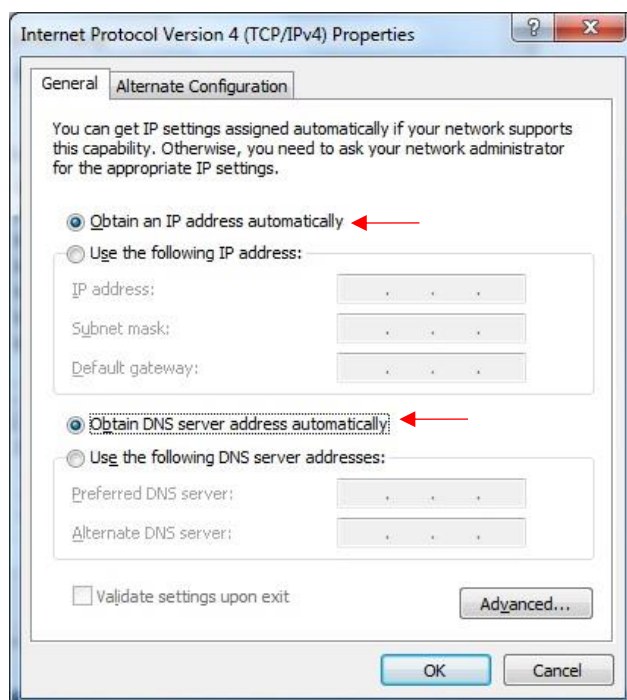 Internet Protocol Version 4 (TCP/IPv4) Properties
?
General
Alternate Configuration
You can get IP settings assigned automatically if your network supports
this capability. Otherwise, you need to ask your network administrator
for the appropriate IP settings.
Obtain an IP address automatically
Use the following IP address:
IP address:
Subnet mask:
Default gateway:
Obtain DNS server address automatically
Use the following DNS server addresses:
Preferred DNS server:
Alternate DNS server:
Validate settings upon exit
Advanced...
OK
Cancel